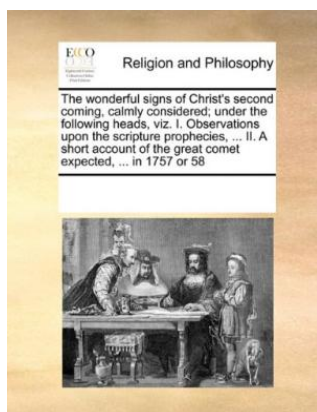 ECCO
Religion and Philosophy
The wonderful signs of Christ's second
coming, calmly considered; under the
following heads, viz. I. Observations
upon the scripture prophecies, ... II. A
short account of the great comet
expected, ... in 1757 or 58